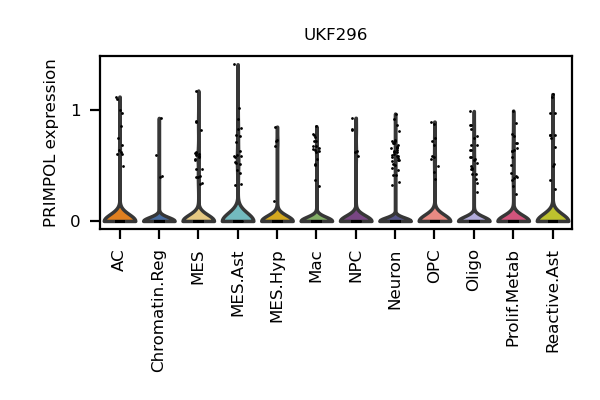 UKF296
PRIMPOL expression
1
0
AC
Chromatin.Reg
MES
MES.Ast
MES.Hyp
Mac
NPC
Neuron
OPC
Oligo
Prolif.Metab
Reactive.Ast